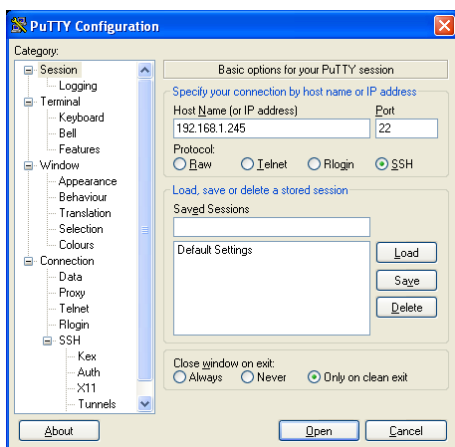 PuTTY Configuration
Category:
Session
Logging
Terminal
Keyboard
Bell
Features
Window
Appearance
Behaviour
Translation
Selection
Colours
Connection
Data
Proxy
Telnet
Rlogin
SSH
Kex
Auth
X11
Tunnels
Basic options for your PuTTY session
Specify your connection by host name or IP address
Host Name (or IP address) Port
192.168.1.245 22
Protocol:
Raw Telnet Rlogin SSH
Load, save or delete a stored session
Saved Sessions
Default Settings
Load
Save
Delete
Close window on exit:
Always Never Only on clean exit
About Open Cancel